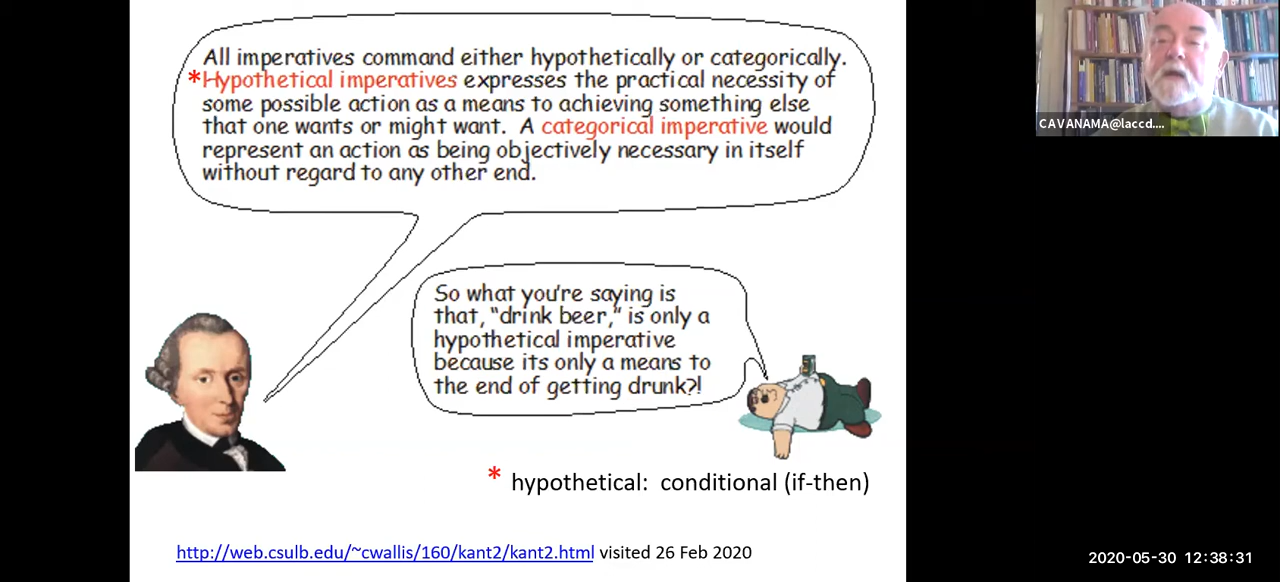 All imperatives command either hypothetically or categorically.
*Hypothetical imperatives expresses the practical necessity of
some possible action as a means to achieving something else
that one wants or might want. A categorical imperative would
represent an action as being objectively necessary in itself
without regard to any other end.
CAVANAMA@laccd....
So what you're saying is
that, "drink beer," is only a
hypothetical imperative
because its only a means to
the end of getting drunk?!
* hypothetical: conditional (if-then)
http://web.csulb.edu/~cwallis/160/kant2/kant2.html visited 26 Feb 2020
2020-05-30 12:38:31